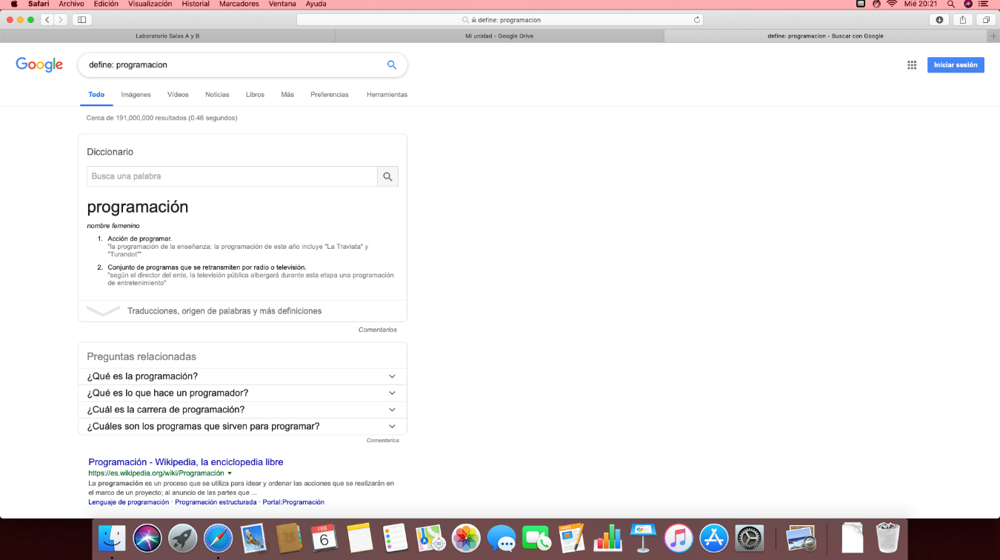 Safari Archivo Edición Visualización Historial Marcadores Ventana Ayuda Mié 20:21
define: programacion
Laboratorio Salas A y B Mi unidad - Google Drive define: programacion - Buscar con Google
Google define: programacion Iniciar sesión
Todo Imágenes Vídeos Noticias Libros Más Preferencias Herramientas
Cerca de 191,000,000 resultados (0.46 segundos)
Diccionario
Busca una palabra
programación
nombre femenino
1. Acción de programar.
"la programación de la enseñanza; la programación de este año incluye "La Traviata" y
"Turandot""
2. Conjunto de programas que se retransmiten por radio o televisión.
"según el director del ente, la televisión pública albergará durante esta etapa una programación
de entretenimiento"
Traducciones, origen de palabras y más definiciones
Comentarios
Preguntas relacionadas
¿Qué es la programación?
¿Qué es lo que hace un programador?
¿Cuál es la carrera de programación?
¿Cuáles son los programas que sirven para programar?
Comentarios
Programación - Wikipedia, la enciclopedia libre
https://es.wikipedia.org/wiki/Programación
La programación es un proceso que se utiliza para idear y ordenar las acciones que se realizarán en
el marco de un proyecto; al anuncio de las partes que ...
Lenguaje de programación · Programación estructurada · Portal:Programación
FEB
6
3D